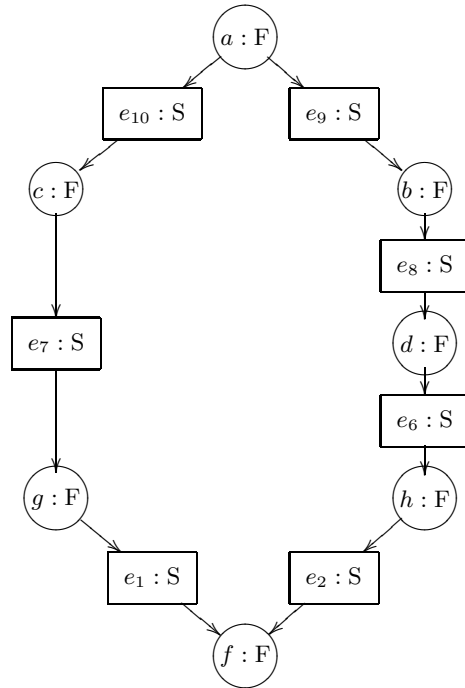 a : F
e₁₀ : S
e₉ : S
c : F
b : F
e₈ : S
e₇ : S
d : F
e₆ : S
g : F
h : F
e₁ : S
e₂ : S
f : F